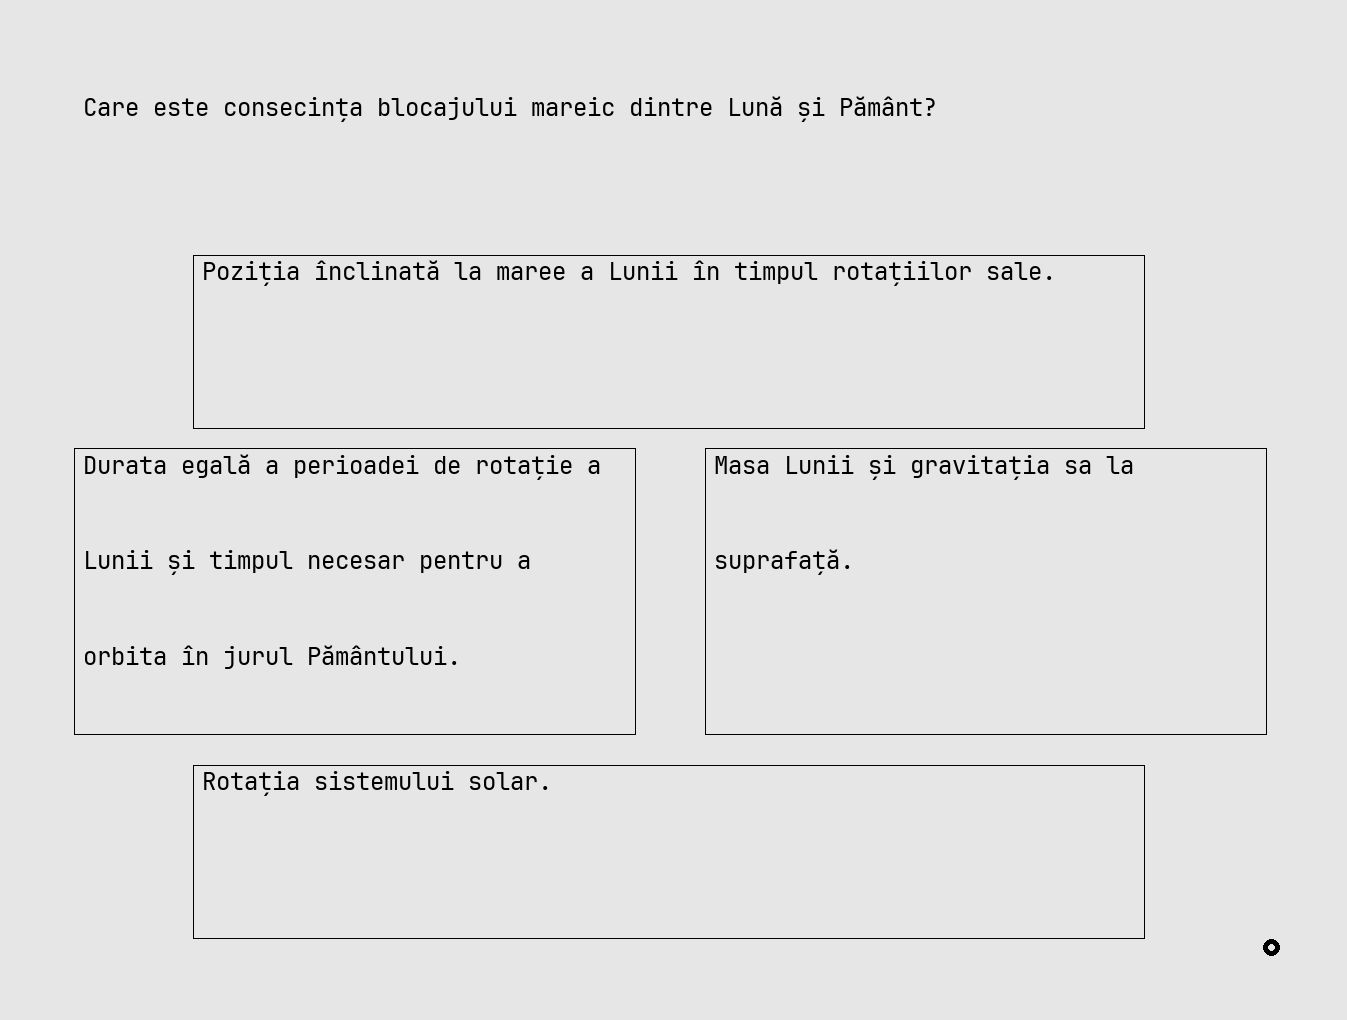 Care este consecința blocajului mareic dintre Lună și Pământ?
Poziția înclinată la maree a Lunii în timpul rotațiilor sale.
Durata egală a perioadei de rotație a
Lunii și timpul necesar pentru a
orbita în jurul Pământului.
Masa Lunii și gravitația sa la
suprafață.
Rotația sistemului solar.